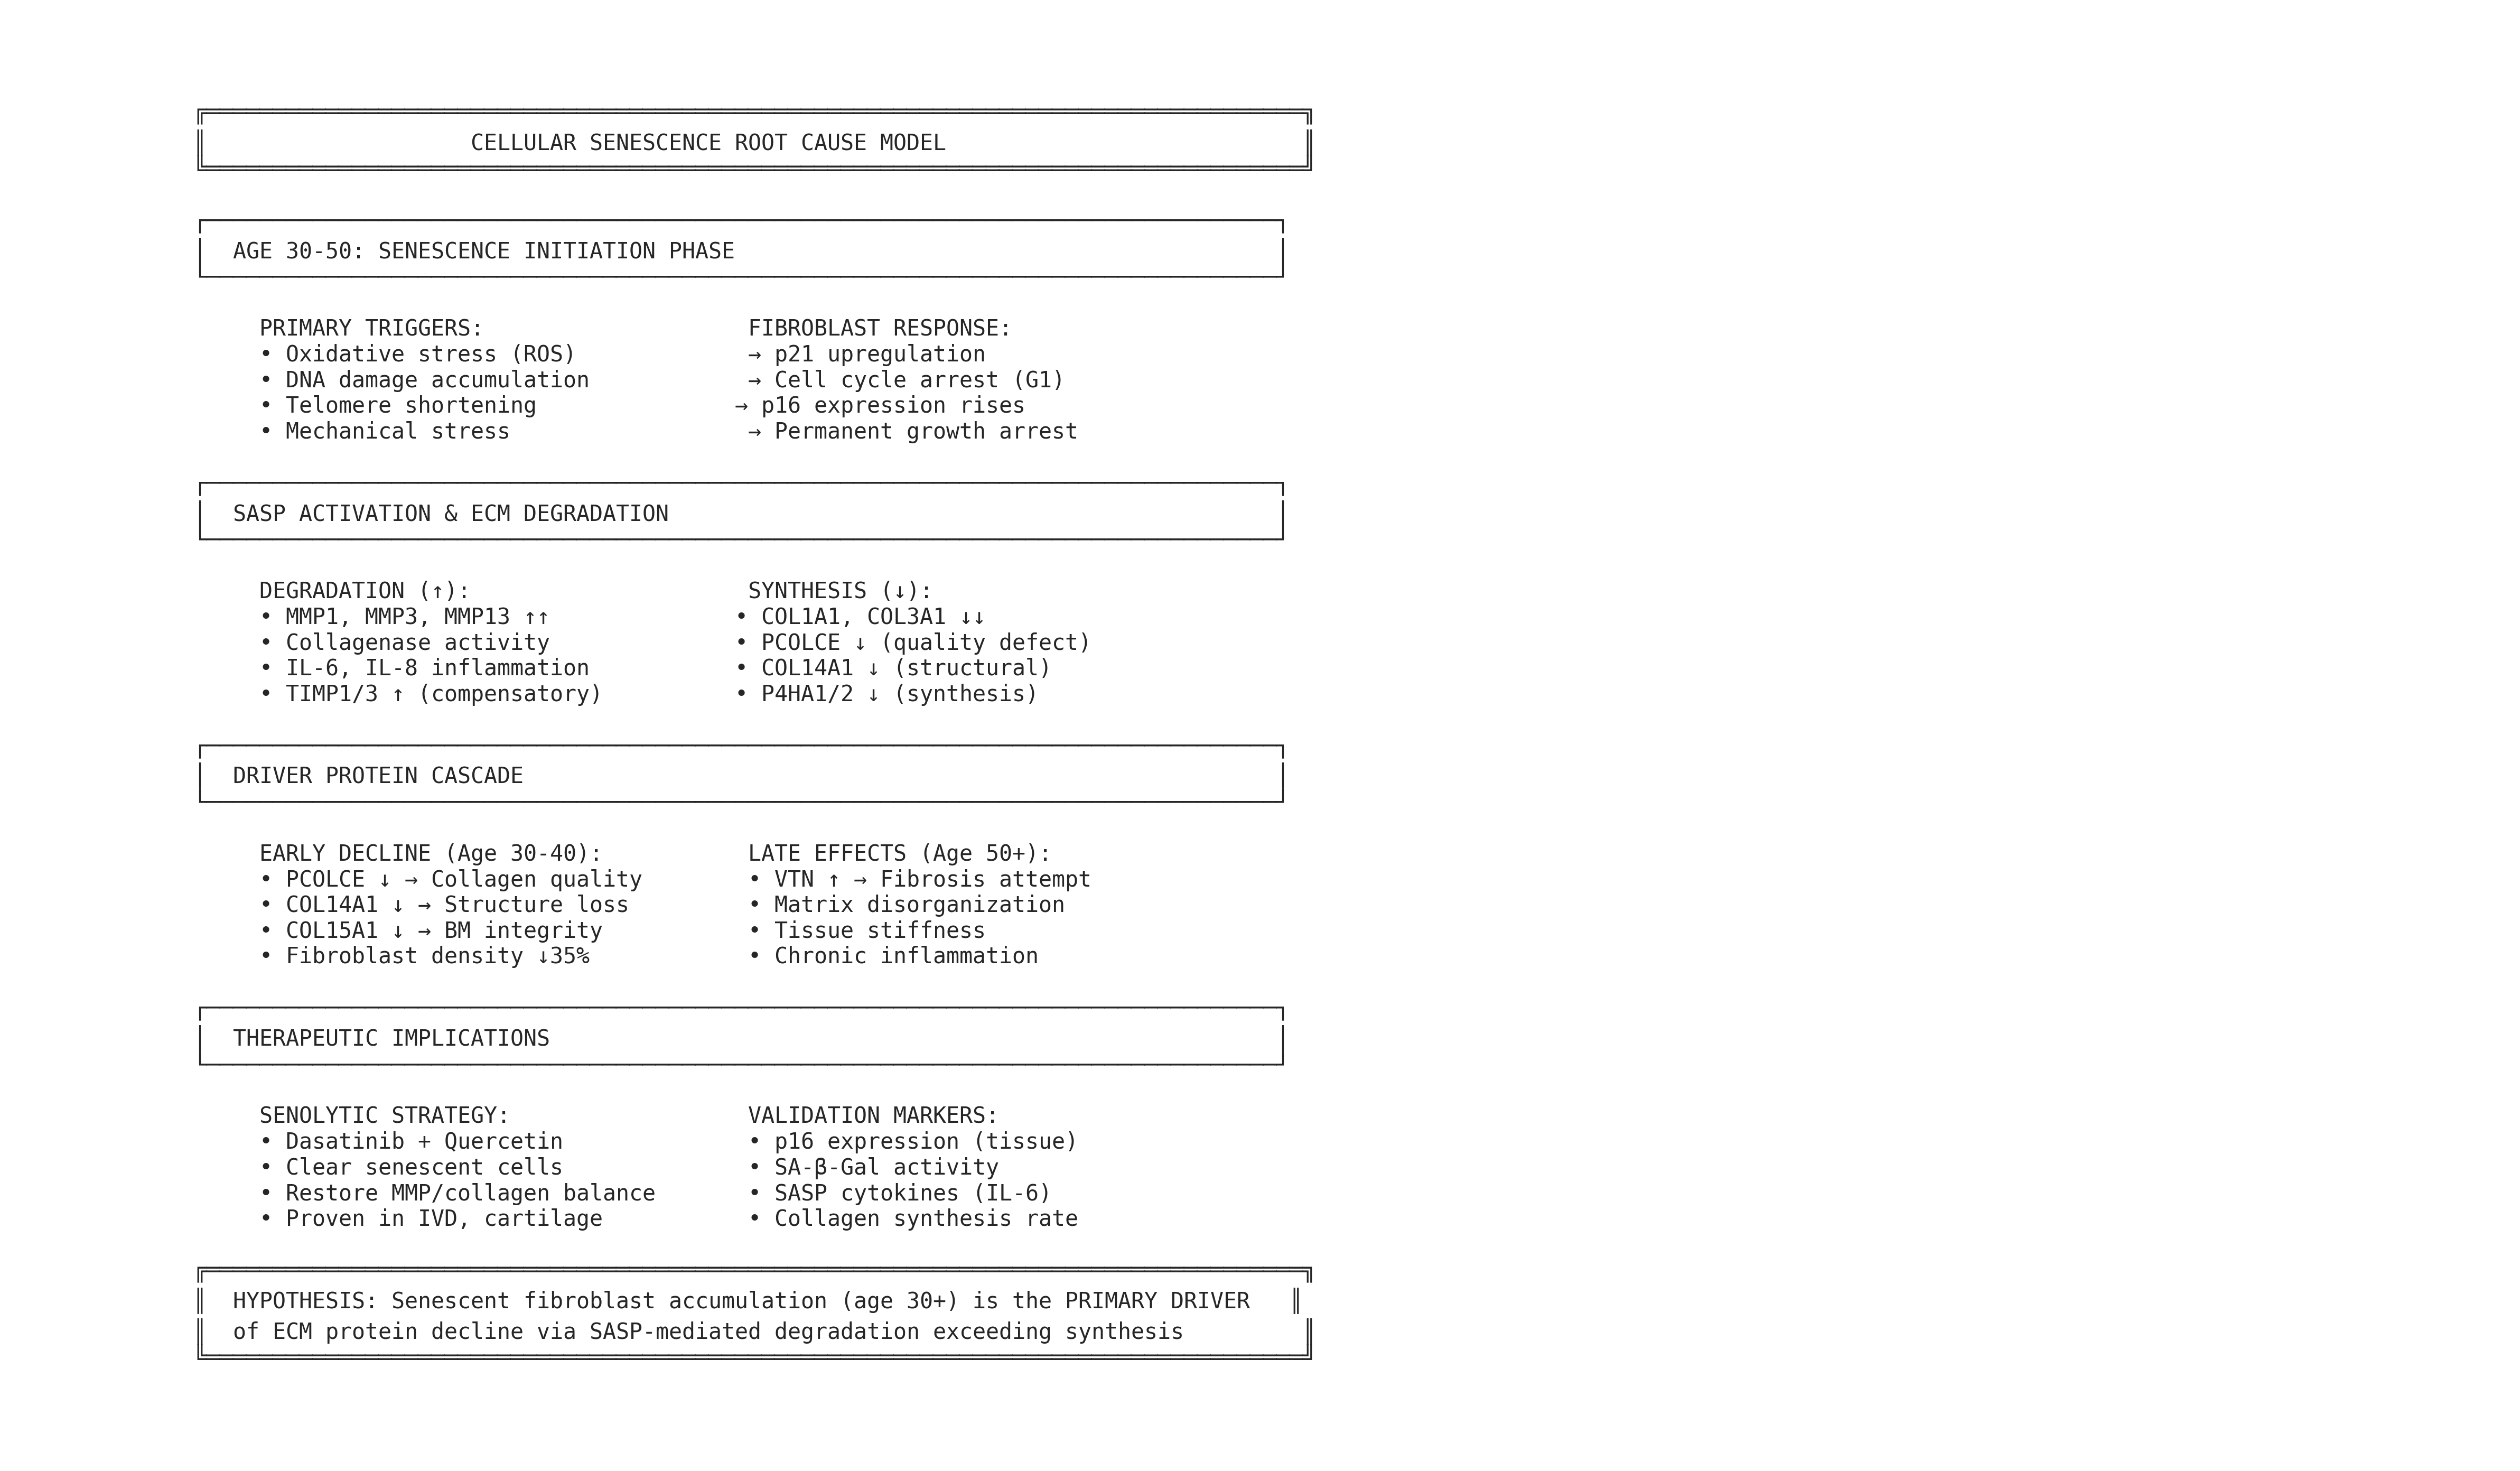 CELLULAR SENESCENCE ROOT CAUSE MODEL
AGE 30-50: SENESCENCE INITIATION PHASE
PRIMARY TRIGGERS: FIBROBLAST RESPONSE:
• Oxidative stress (ROS) → p21 upregulation
• DNA damage accumulation → Cell cycle arrest (G1)
• Telomere shortening → p16 expression rises
• Mechanical stress → Permanent growth arrest
SASP ACTIVATION & ECM DEGRADATION
DEGRADATION (↑): SYNTHESIS (↓):
• MMP1, MMP3, MMP13 ↑↑ • COL1A1, COL3A1 ↓↓
• Collagenase activity • PCOLCE ↓ (quality defect)
• IL-6, IL-8 inflammation • COL14A1 ↓ (structural)
• TIMP1/3 ↑ (compensatory) • P4HA1/2 ↓ (synthesis)
DRIVER PROTEIN CASCADE
EARLY DECLINE (Age 30-40): LATE EFFECTS (Age 50+):
• PCOLCE ↓ → Collagen quality • VTN ↑ → Fibrosis attempt
• COL14A1 ↓ → Structure loss • Matrix disorganization
• COL15A1 ↓ → BM integrity • Tissue stiffness
• Fibroblast density ↓35% • Chronic inflammation
THERAPEUTIC IMPLICATIONS
SENOLYTIC STRATEGY: VALIDATION MARKERS:
• Dasatinib + Quercetin • p16 expression (tissue)
• Clear senescent cells • SA-β-Gal activity
• Restore MMP/collagen balance • SASP cytokines (IL-6)
• Proven in IVD, cartilage • Collagen synthesis rate
HYPOTHESIS: Senescent fibroblast accumulation (age 30+) is the PRIMARY DRIVER
of ECM protein decline via SASP-mediated degradation exceeding synthesis